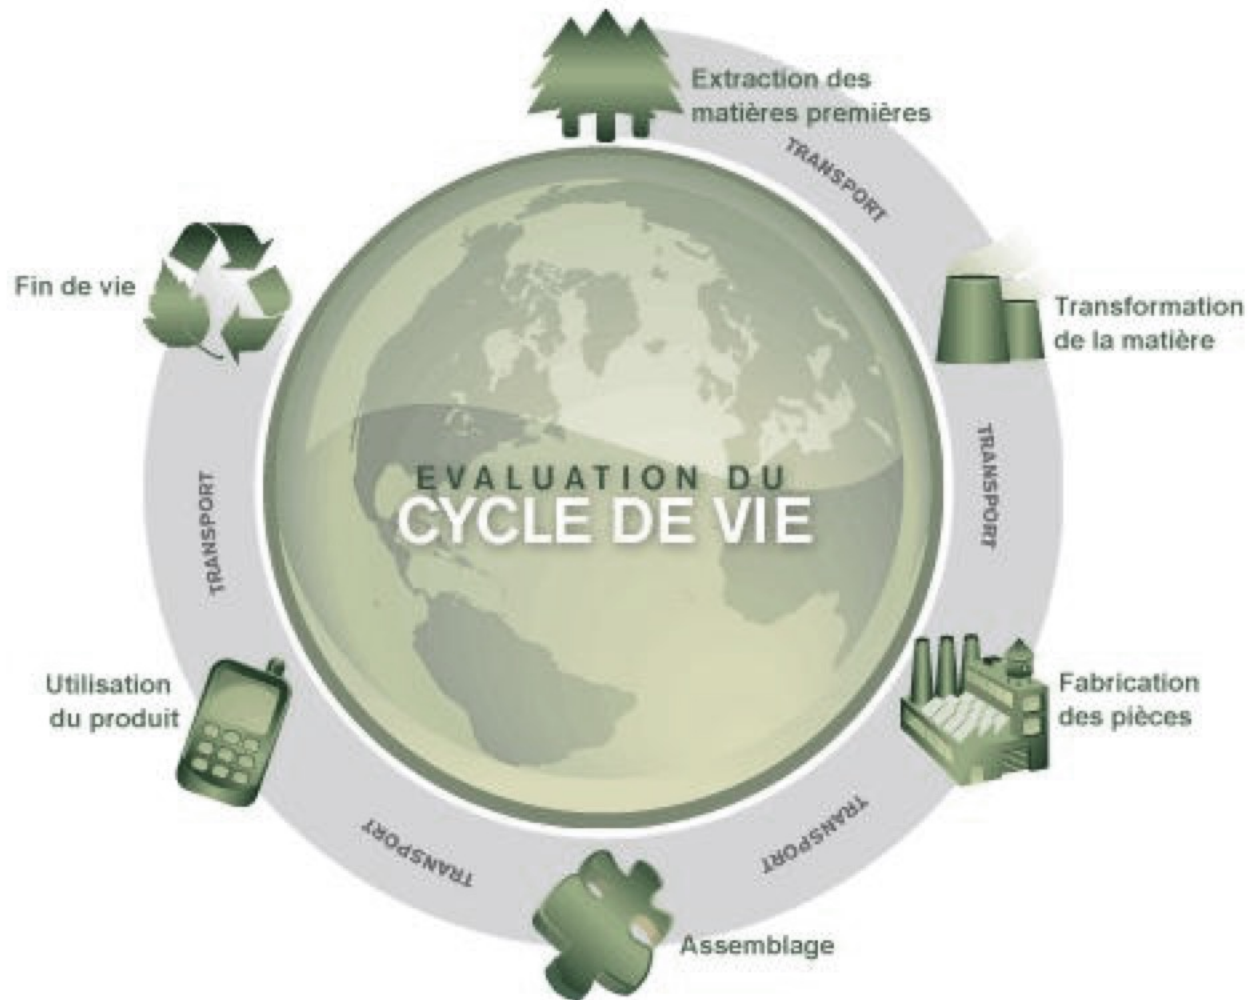 Extraction des
matières premières
TRANSPORT
Transformation
de la matière
TRANSPORT
Fabrication
des pièces
TRANSPORT
Assemblage
TRANSPORT
Utilisation
du produit
TRANSPORT
Fin de vie
EVALUATION DU
CYCLE DE VIE